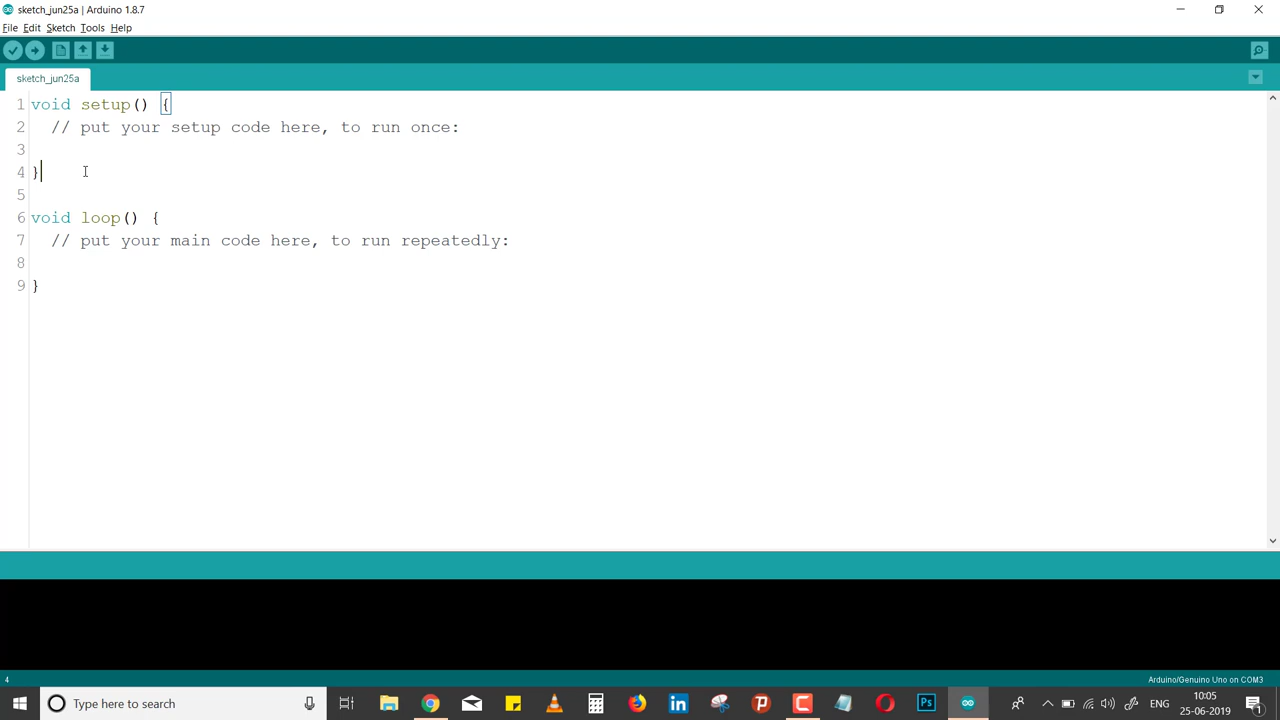 sketch_jun25a | Arduino 1.8.7
File Edit Sketch Tools Help
sketch_jun25a
1 void setup() {
2 // put your setup code here, to run once:
3
4 }
5
6 void loop() {
7 // put your main code here, to run repeatedly:
8
9 }
4 Arduino/Genuino Uno on COM3
Type here to search
ENG
10:05
25-06-2019
1